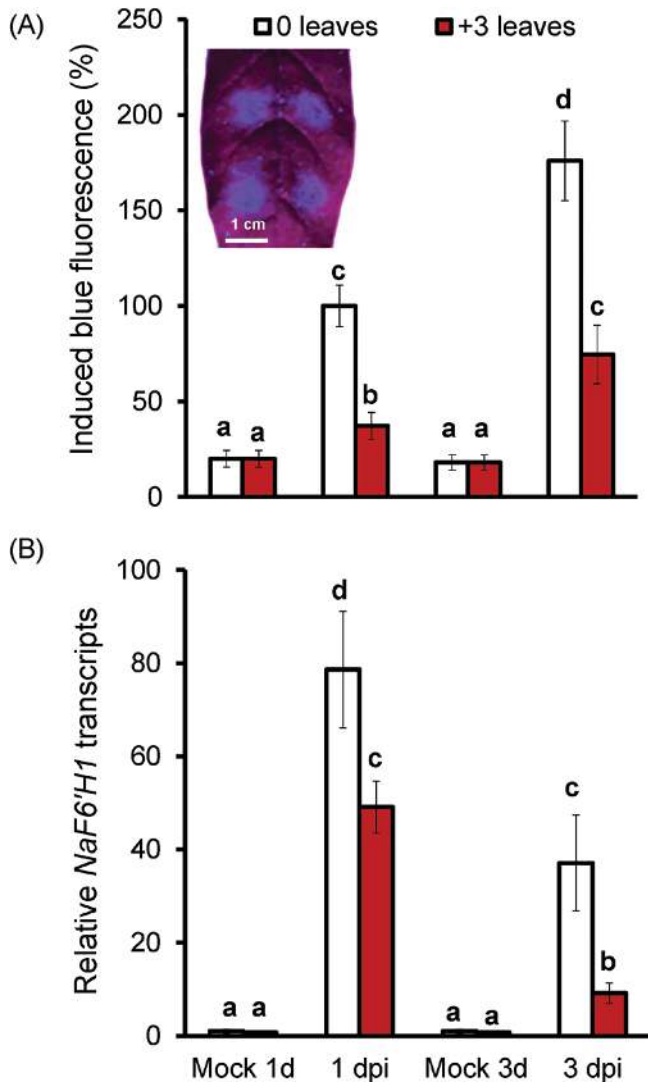 (A)
Induced blue fluorescence (%)
250
200
150
100
50
0
0 leaves +3 leaves
1 cm
a a c b a a d c
(B)
Relative NaF6'H1 transcripts
100
80
60
40
20
0
a a d c a a c b
Mock 1d 1 dpi Mock 3d 3 dpi